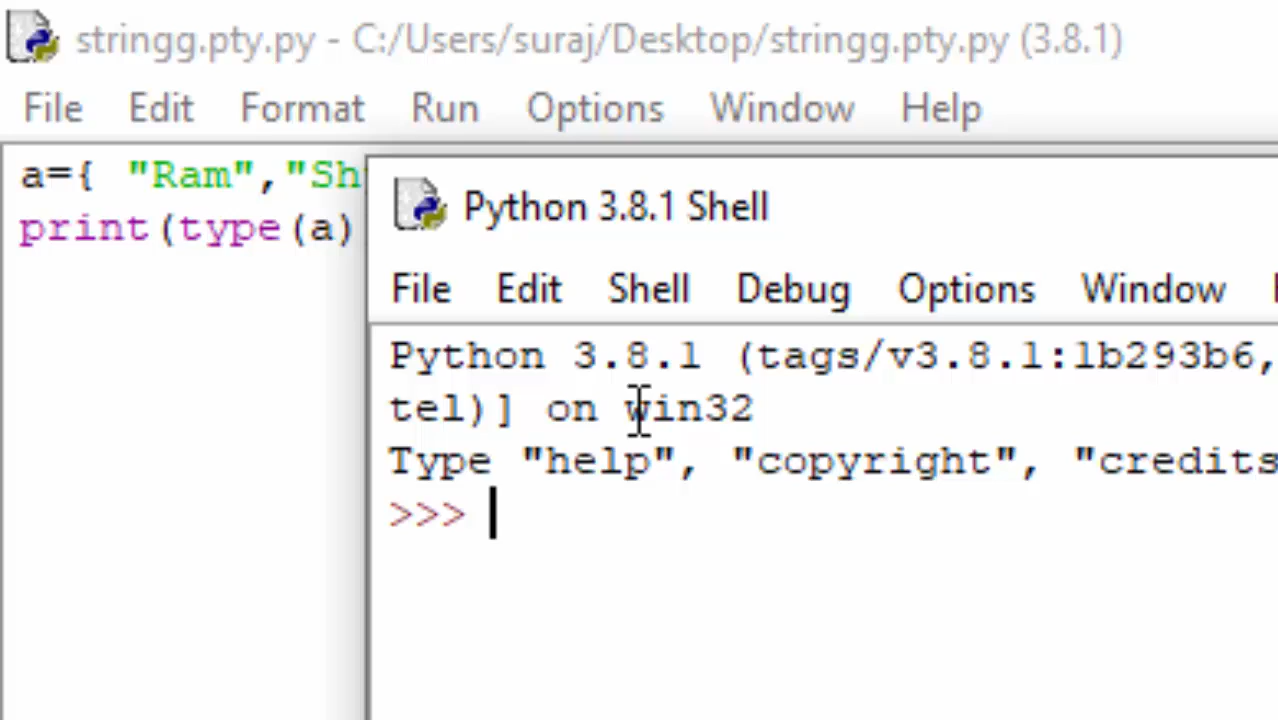 stringg.pty.py - C:/Users/suraj/Desktop/stringg.pty.py (3.8.1)
File Edit Format Run Options Window Help
a={ "Ram","Sh
print(type(a)
Python 3.8.1 Shell
File Edit Shell Debug Options Window
Python 3.8.1 (tags/v3.8.1:1b293b6,
tel)] on win32
Type "help", "copyright", "credits
>>>